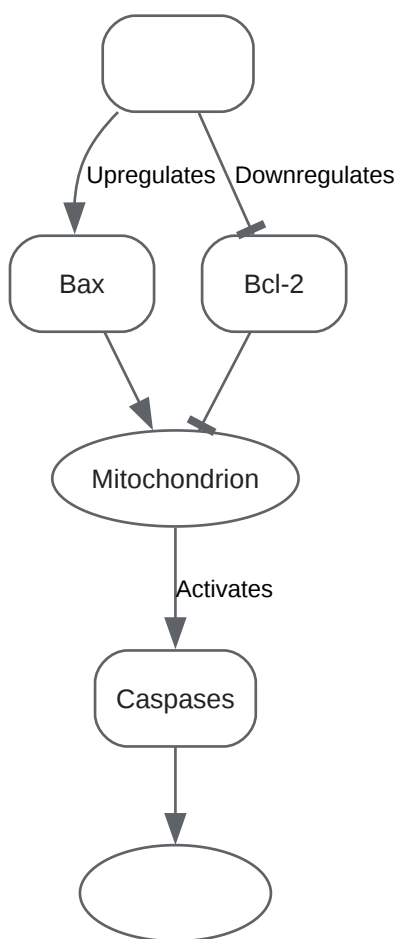 Upregulates
Downregulates
Bax
Bcl-2
Mitochondrion
Activates
Caspases